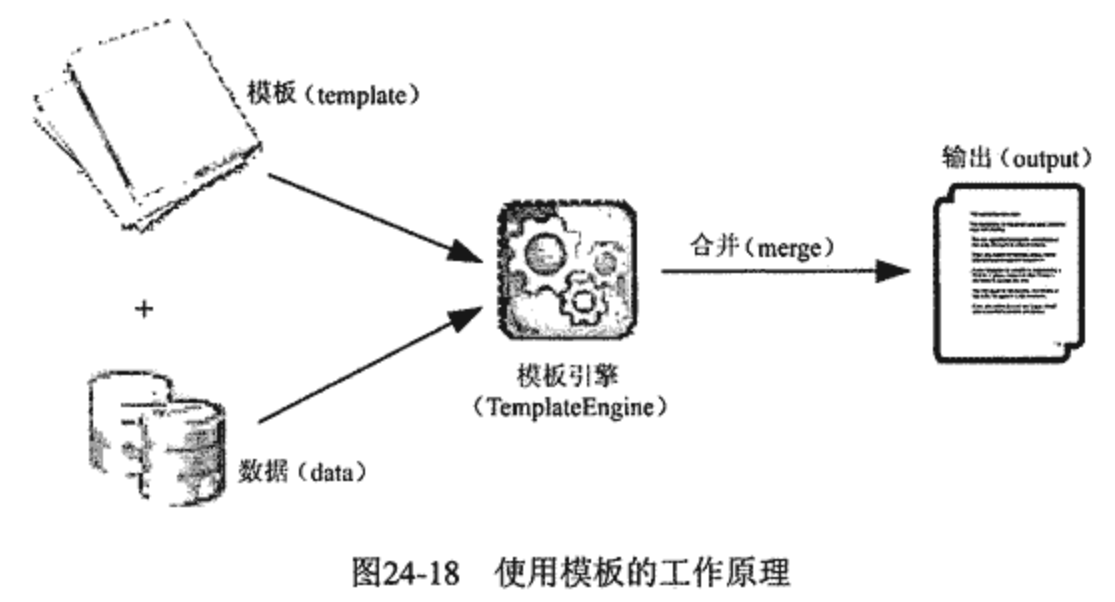 模板（template）
输出（output）
合并（merge）
+
模板引擎
（TemplateEngine）
数据（data）
图24-18 使用模板的工作原理